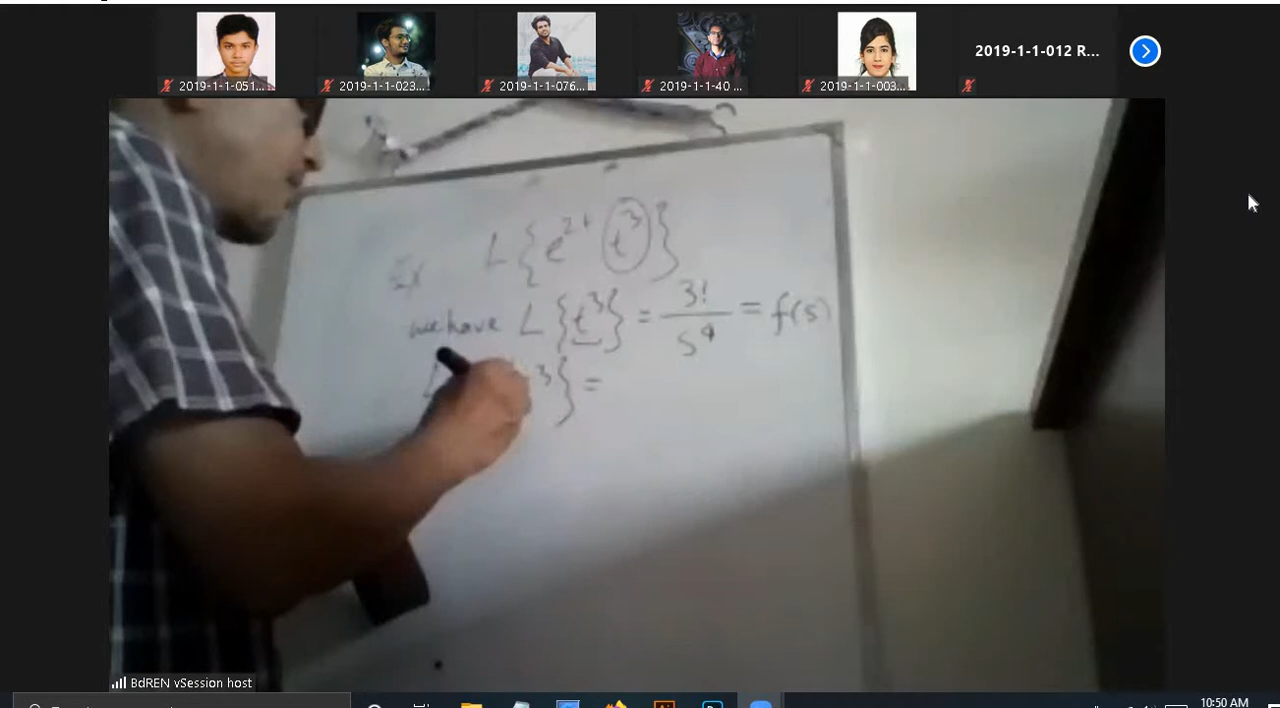 2019-1-1-051...
2019-1-1-023...
2019-1-1-076...
2019-1-1-40 ...
2019-1-1-003...
2019-1-1-012 R...
Ex L{e^2t t^3}
we have L{t^3} = 3!/s^4 = f(s)
t^3} =
BdREN vSession host
10:50 AM